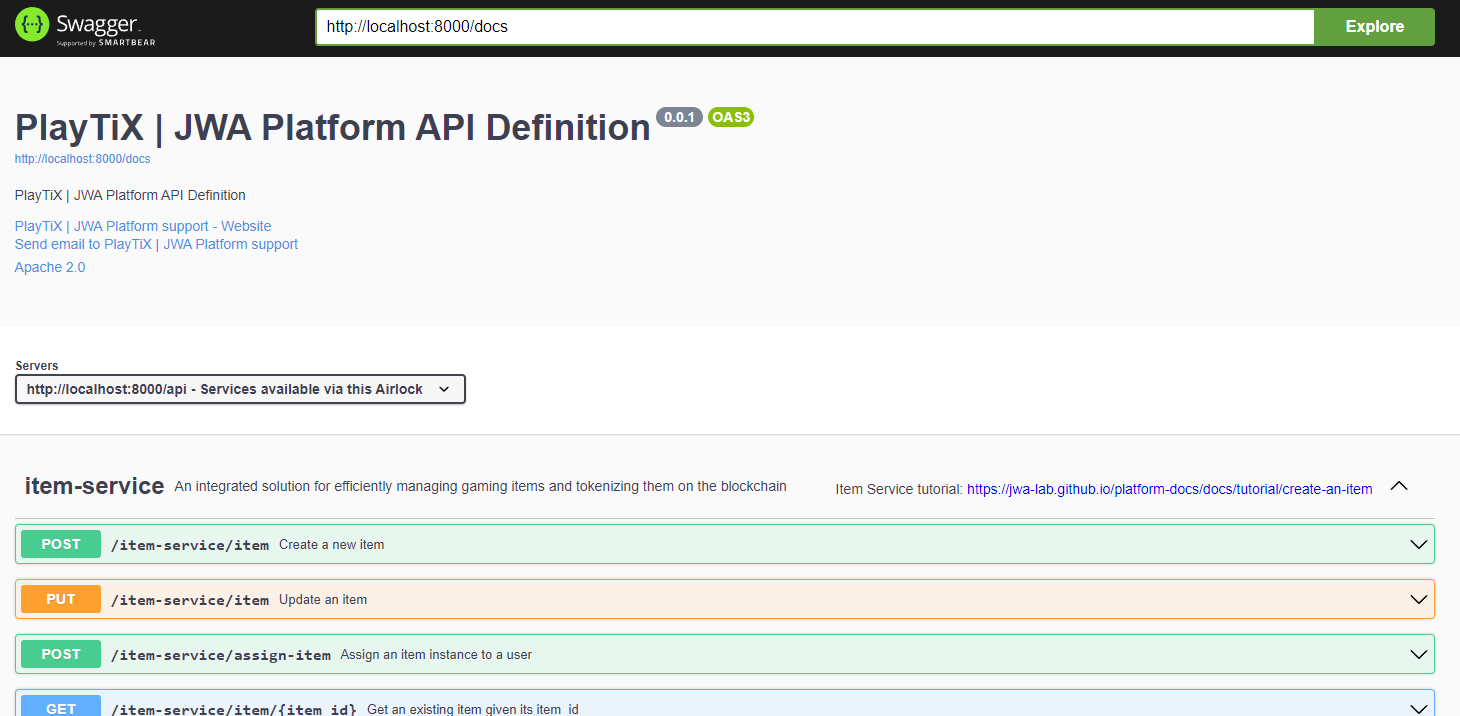 Swagger
Supported by SMARTBEAR
http://localhost:8000/docs
Explore
PlayTiX | JWA Platform API Definition 0.0.1 OAS3
http://localhost:8000/docs
PlayTiX | JWA Platform API Definition
PlayTiX | JWA Platform support - Website
Send email to PlayTiX | JWA Platform support
Apache 2.0
Servers
http://localhost:8000/api - Services available via this Airlock
item-service An integrated solution for efficiently managing gaming items and tokenizing them on the blockchain Item Service tutorial: https://jwa-lab.github.io/platform-docs/docs/tutorial/create-an-item
POST /item-service/item Create a new item
PUT /item-service/item Update an item
POST /item-service/assign-item Assign an item instance to a user
GET /item-service/item/{item_id} Get an existing item given its item_id